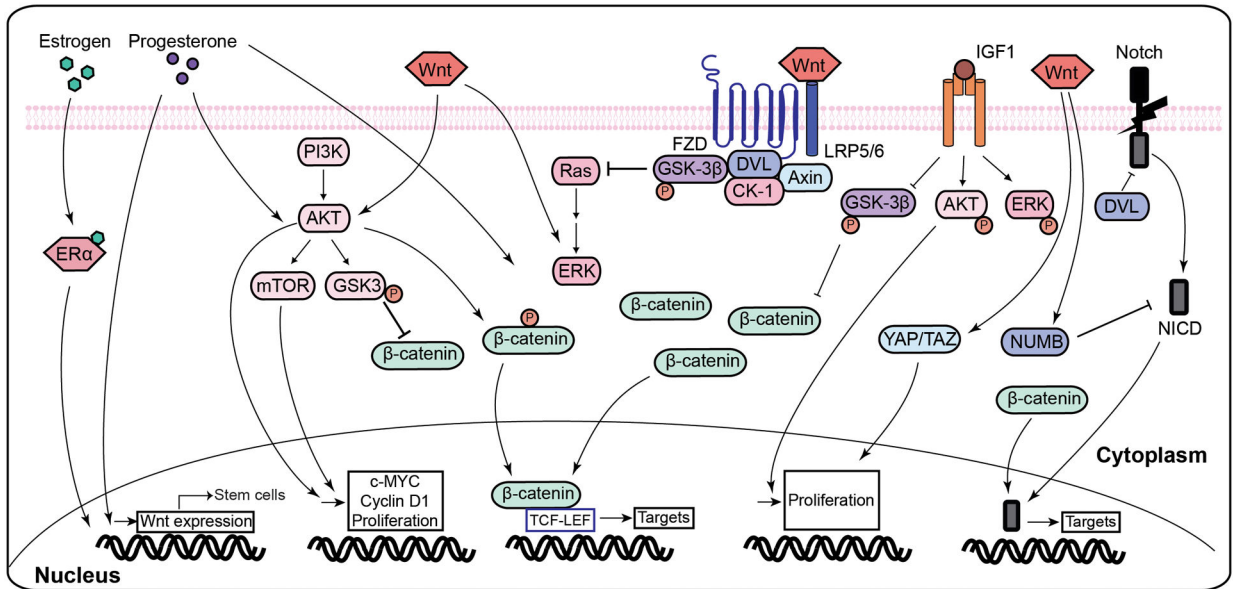 Estrogen
Progesterone
Wnt
Wnt
IGF1
Wnt
Notch
FZD
LRP5/6
PI3K
Ras
GSK-3β
DVL
CK-1
Axin
P
GSK-3β
P
AKT
P
ERK
P
DVL
AKT
ERα
mTOR
GSK3
P
ERK
β-catenin
P
β-catenin
β-catenin
β-catenin
β-catenin
YAP/TAZ
NUMB
NICD
β-catenin
Cytoplasm
Stem cells
Wnt expression
c-MYC
Cyclin D1
Proliferation
β-catenin
TCF-LEF
Targets
Proliferation
Targets
Nucleus